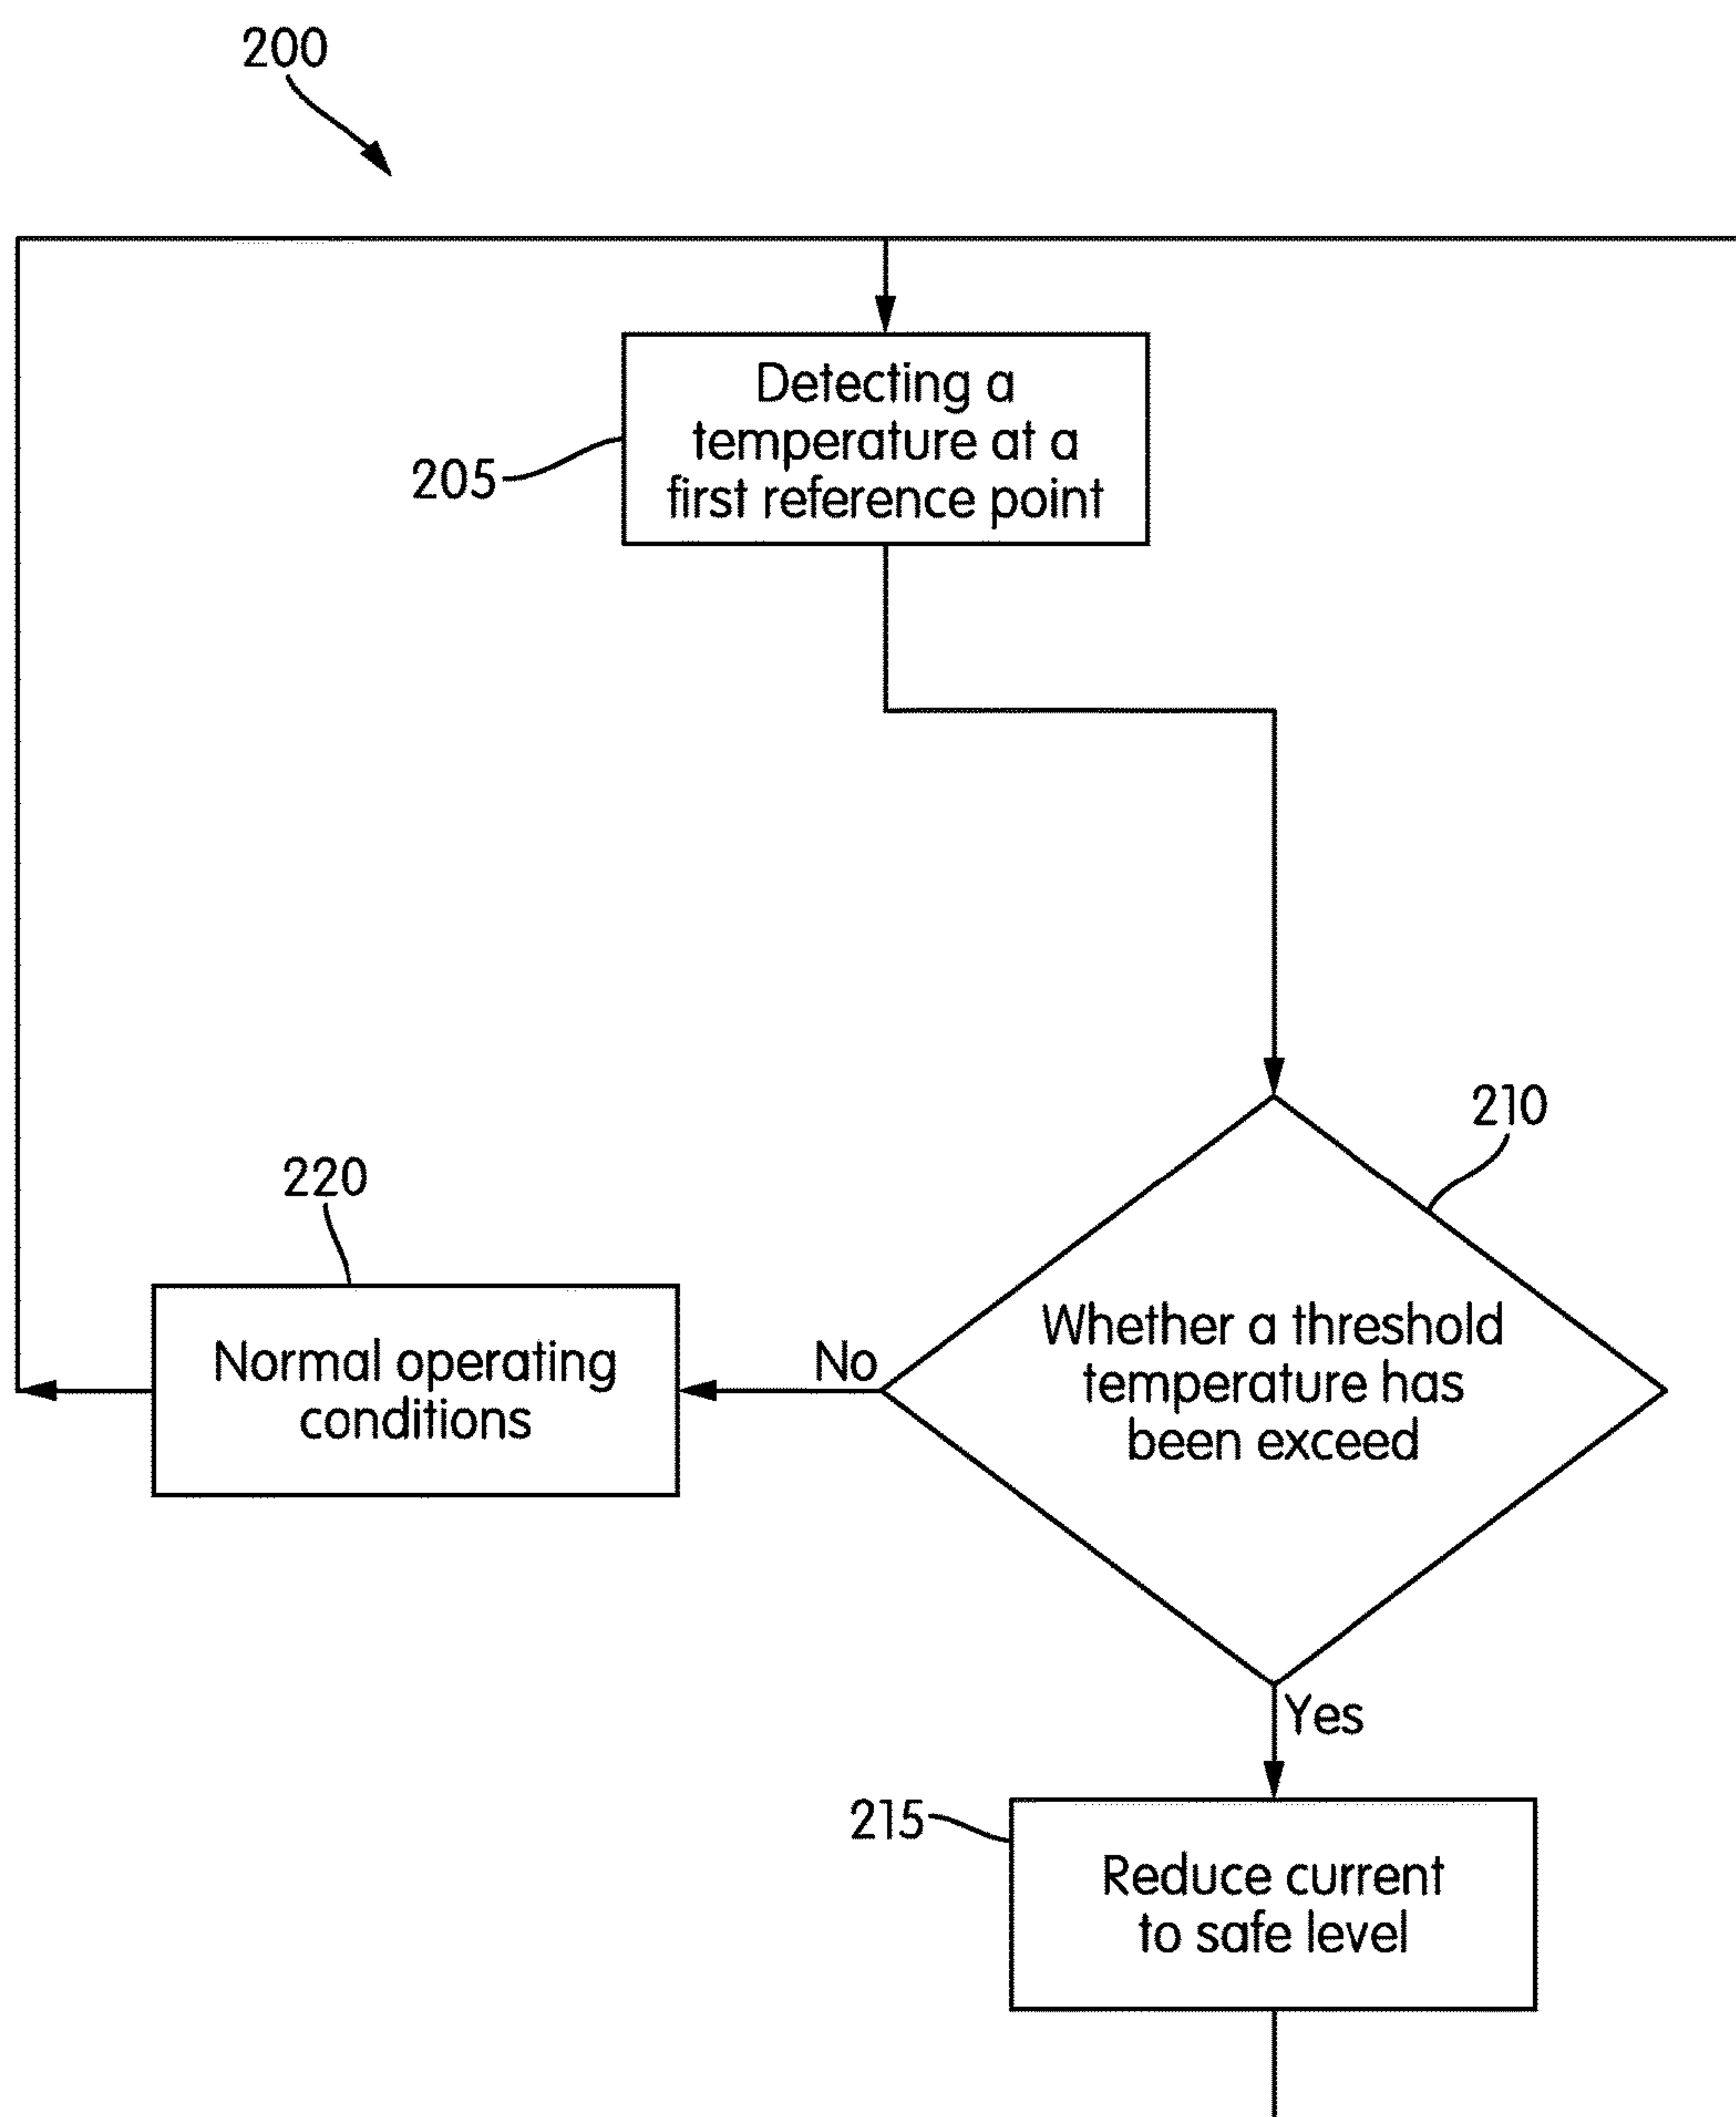 200
Detecting a
temperature at a
first reference point
205
210
220
Whether a threshold
temperature has
been exceed
No
Normal operating
conditions
Yes
215
Reduce current
to safe level